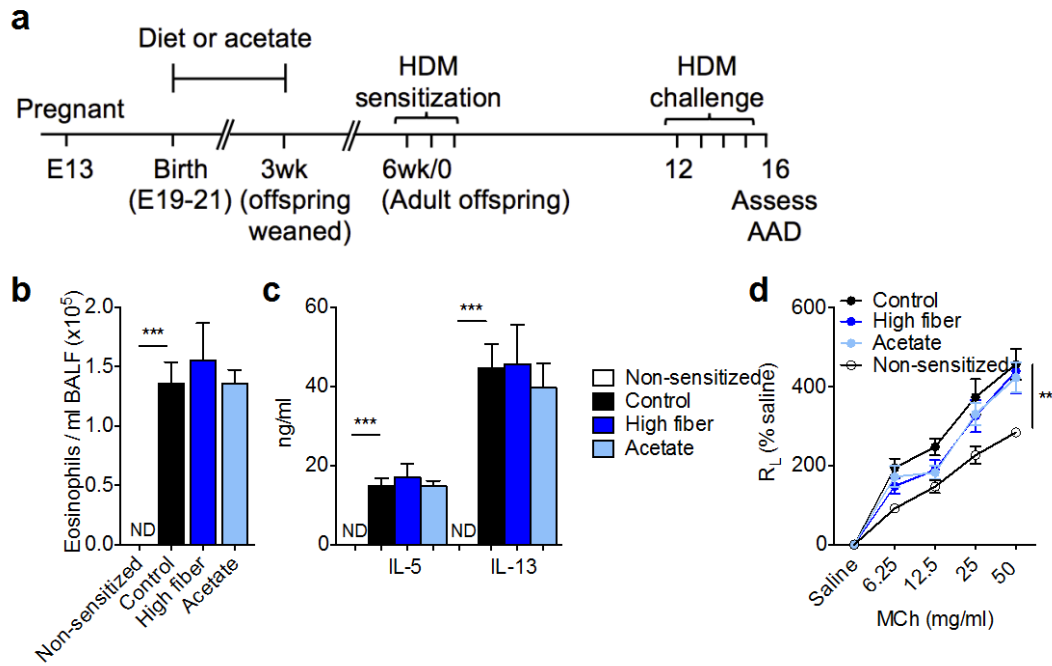 a
Diet or acetate
Pregnant
HDM
sensitization
HDM
challenge
E13
Birth
(E19-21)
3wk
(offspring
weaned)
6wk/0
(Adult offspring)
12
16
Assess
AAD
b
Eosinophils / ml BALF (x10⁵)
2.0
1.5
1.0
0.5
0.0
***
ND
Non-sensitized
Control
High fiber
Acetate
c
ng/ml
60
40
20
0
***
***
ND
ND
IL-5
IL-13
Non-sensitized
Control
High fiber
Acetate
d
R_L (% saline)
600
400
200
0
Control
High fiber
Acetate
Non-sensitized
**
Saline
6.25
12.5
25
50
MCh (mg/ml)